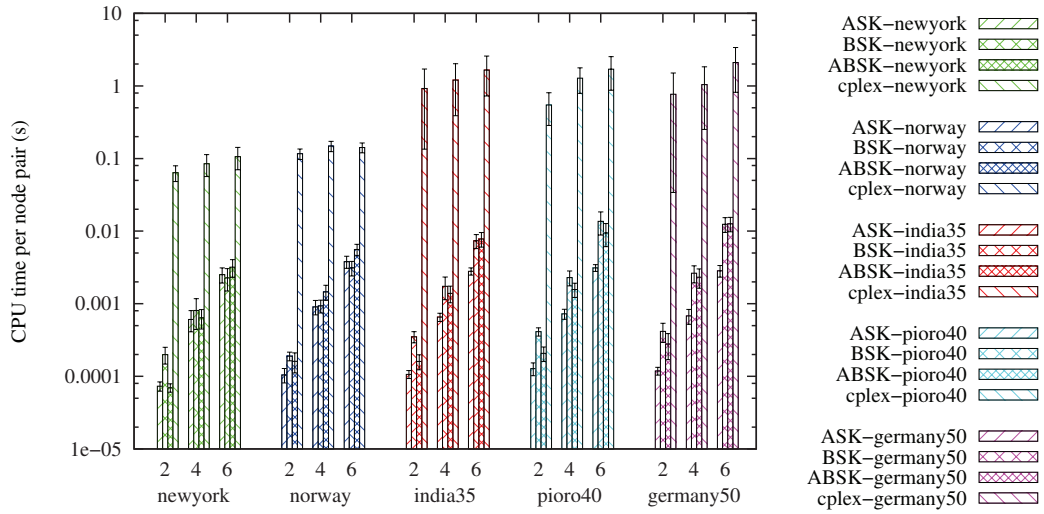 CPU time per node pair (s)
10
1
0.1
0.01
0.001
0.0001
1e−05
2 4 6 2 4 6 2 4 6 2 4 6 2 4 6
newyork norway india35 pioro40 germany50
ASK−newyork
BSK−newyork
ABSK−newyork
cplex−newyork
ASK−norway
BSK−norway
ABSK−norway
cplex−norway
ASK−india35
BSK−india35
ABSK−india35
cplex−india35
ASK−pioro40
BSK−pioro40
ABSK−pioro40
cplex−pioro40
ASK−germany50
BSK−germany50
ABSK−germany50
cplex−germany50